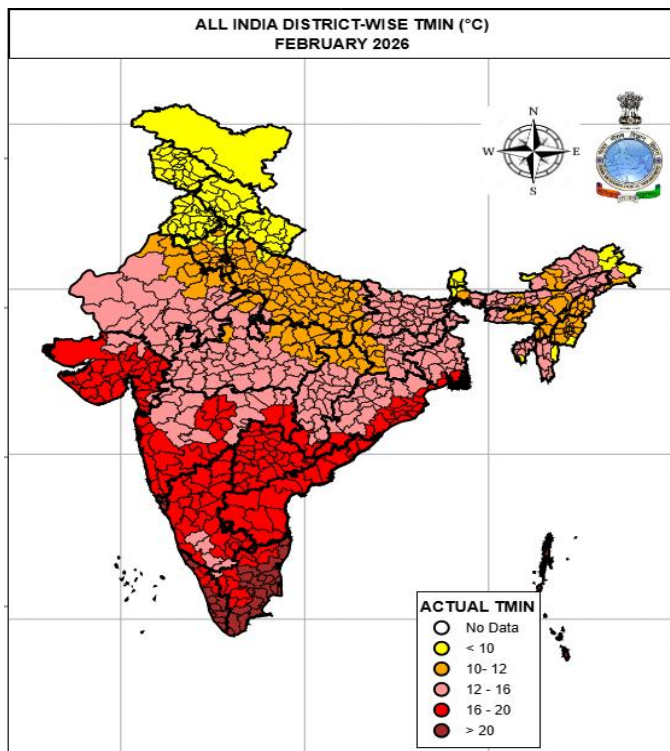 ALL INDIA DISTRICT-WISE TMIN (°C)
FEBRUARY 2026
N
W E
S
ACTUAL TMIN
No Data
< 10
10- 12
12 - 16
16 - 20
> 20